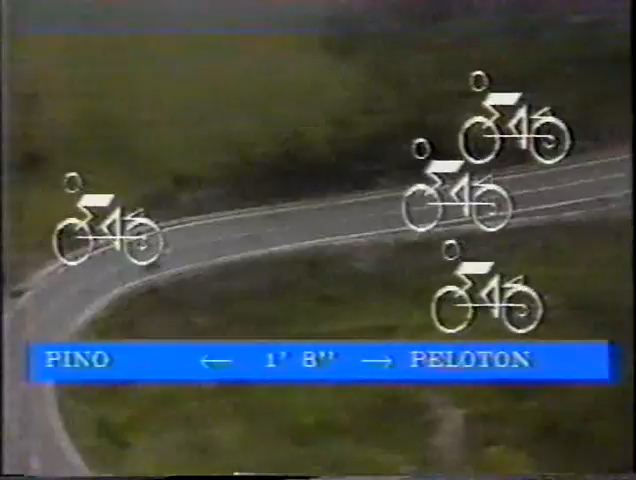 PINO ← 1' 8'' → PELOTON